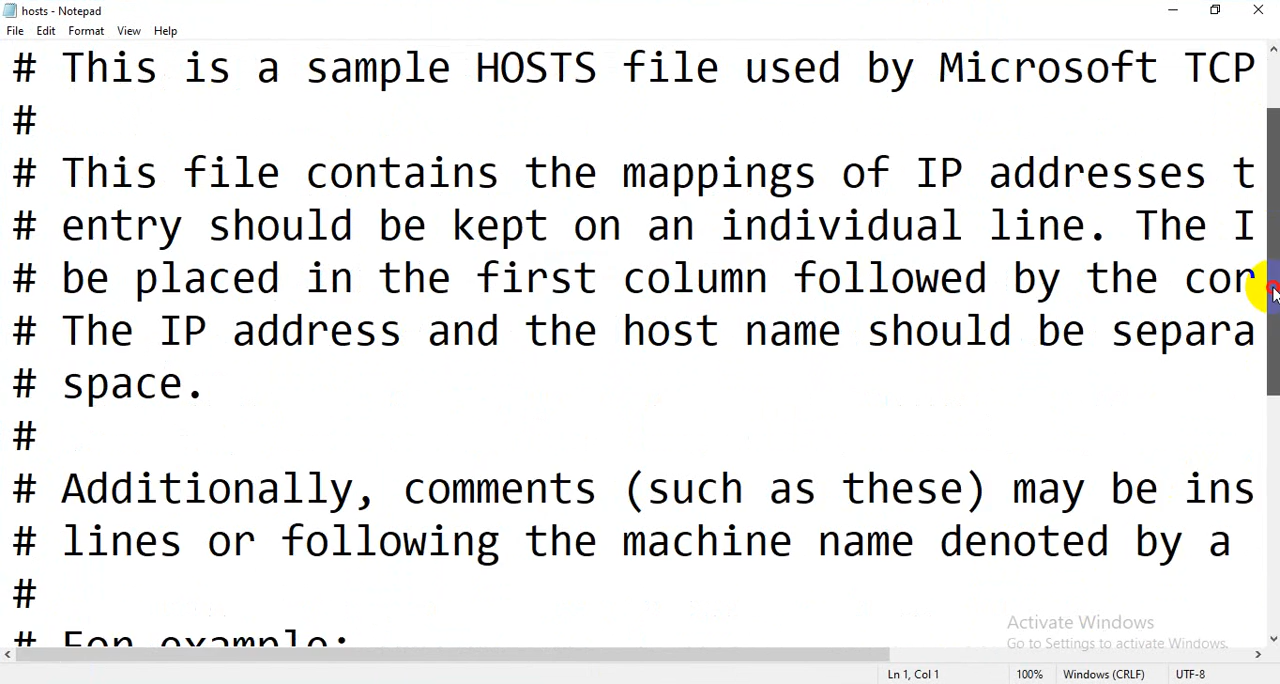 hosts - Notepad
File Edit Format View Help
# This is a sample HOSTS file used by Microsoft TCP
#
# This file contains the mappings of IP addresses t
# entry should be kept on an individual line. The I
# be placed in the first column followed by the cor
# The IP address and the host name should be separa
# space.
#
# Additionally, comments (such as these) may be ins
# lines or following the machine name denoted by a
#
# For example:
Activate Windows
Go to Settings to activate Windows.
Ln 1, Col 1 100% Windows (CRLF) UTF-8